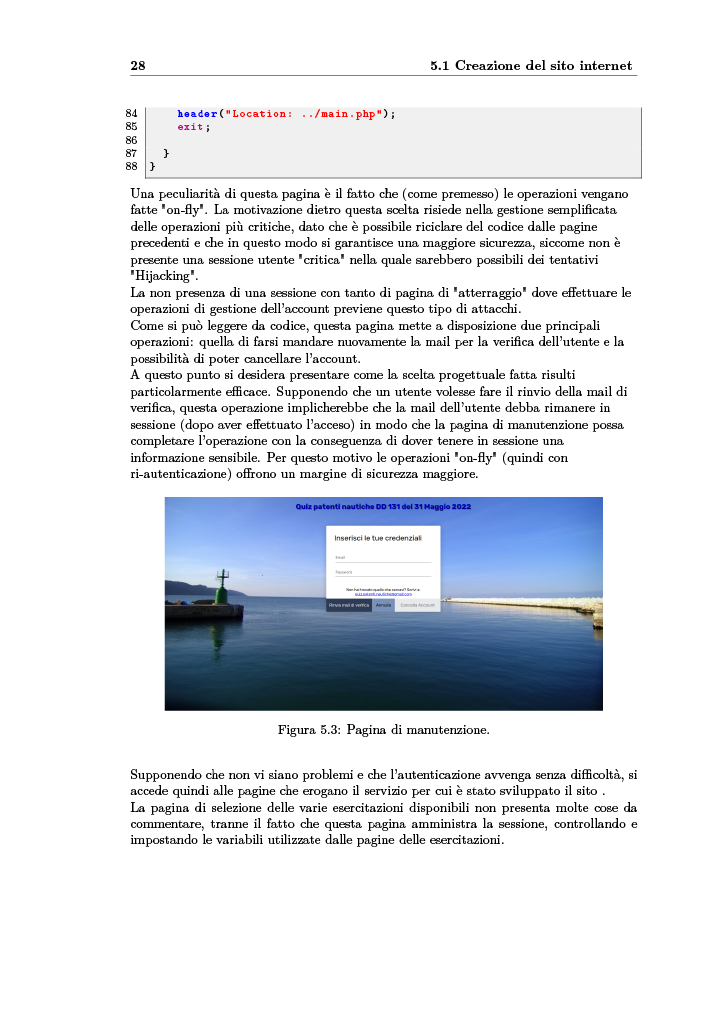 28 5.1 Creazione del sito internet
84 header("Location: ../main.php");
85 exit;
86
87 }
88 }
Una peculiarità di questa pagina è il fatto che (come premesso) le operazioni vengano
fatte "on-fly". La motivazione dietro questa scelta risiede nella gestione semplificata
delle operazioni più critiche, dato che è possibile riciclare del codice dalle pagine
precedenti e che in questo modo si garantisce una maggiore sicurezza, siccome non è
presente una sessione utente "critica" nella quale sarebbero possibili dei tentativi
"Hijacking".
La non presenza di una sessione con tanto di pagina di "atterraggio" dove effettuare le
operazioni di gestione dell'account previene questo tipo di attacchi.
Come si può leggere da codice, questa pagina mette a disposizione due principali
operazioni: quella di farsi mandare nuovamente la mail per la verifica dell'utente e la
possibilità di poter cancellare l'account.
A questo punto si desidera presentare come la scelta progettuale fatta risulti
particolarmente efficace. Supponendo che un utente volesse fare il rinvio della mail di
verifica, questa operazione implicherebbe che la mail dell'utente debba rimanere in
sessione (dopo aver effettuato l'acceso) in modo che la pagina di manutenzione possa
completare l'operazione con la conseguenza di dover tenere in sessione una
informazione sensibile. Per questo motivo le operazioni "on-fly" (quindi con
ri-autenticazione) offrono un margine di sicurezza maggiore.
Quiz patenti nautiche DD 131 del 31 Maggio 2022
Inserisci le tue credenziali
Email
Password
Non hai trovato quello che cercavi? Scrivi a:
quiz.patenti.nautiche@gmail.com
Rinvia mail di verifica Annulla Cancella Account
Figura 5.3: Pagina di manutenzione.
Supponendo che non vi siano problemi e che l'autenticazione avvenga senza difficoltà, si
accede quindi alle pagine che erogano il servizio per cui è stato sviluppato il sito .
La pagina di selezione delle varie esercitazioni disponibili non presenta molte cose da
commentare, tranne il fatto che questa pagina amministra la sessione, controllando e
impostando le variabili utilizzate dalle pagine delle esercitazioni.